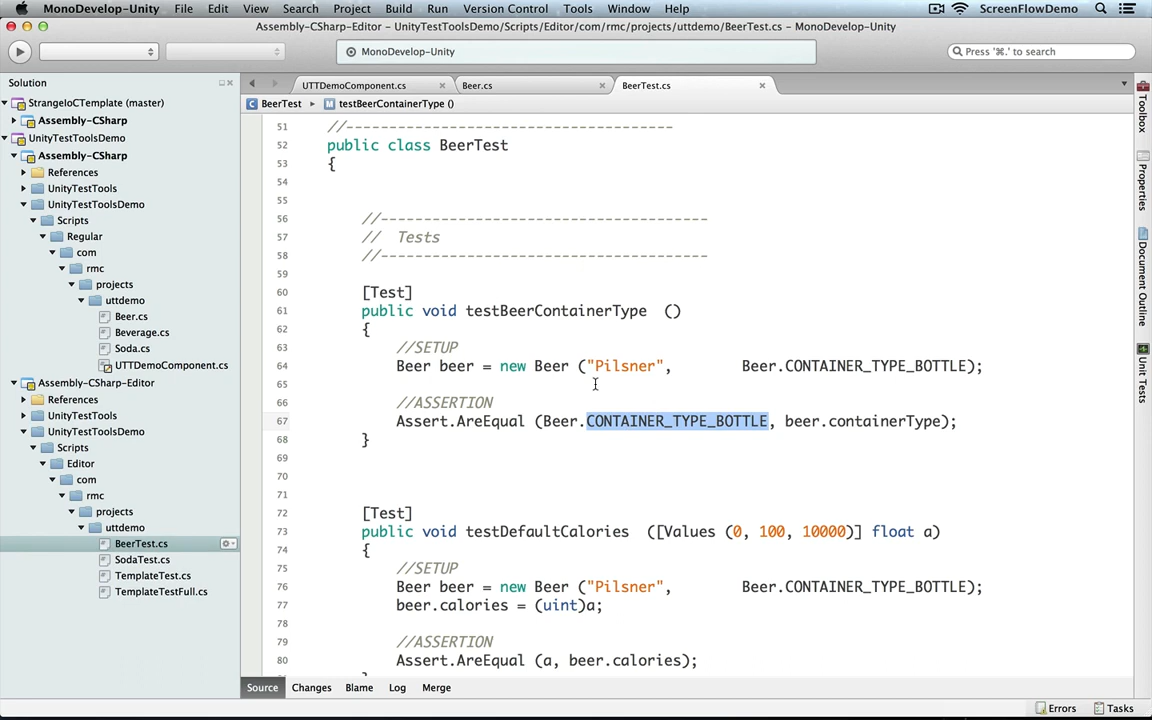 MonoDevelop-Unity File Edit View Search Project Build Run Version Control Tools Window Help ScreenFlowDemo
Assembly-CSharp-Editor - UnityTestToolsDemo/Scripts/Editor/com/rmc/projects/uttdemo/BeerTest.cs - MonoDevelop-Unity
MonoDevelop-Unity
Press '⌘.' to search
Solution
UTTDemoComponent.cs
Beer.cs
BeerTest.cs
BeerTest
testBeerContainerType ()
StrangeIoCTemplate (master)
Assembly-CSharp
UnityTestToolsDemo
Assembly-CSharp
References
UnityTestTools
UnityTestToolsDemo
Scripts
Regular
com
rmc
projects
uttdemo
Beer.cs
Beverage.cs
Soda.cs
UTTDemoComponent.cs
Assembly-CSharp-Editor
References
UnityTestTools
UnityTestToolsDemo
Scripts
Editor
com
rmc
projects
uttdemo
BeerTest.cs
SodaTest.cs
TemplateTest.cs
TemplateTestFull.cs
51 //--------------------------------------
52 public class BeerTest
53 {
54
55
56 //--------------------------------------
57 // Tests
58 //--------------------------------------
59
60 [Test]
61 public void testBeerContainerType ()
62 {
63 //SETUP
64 Beer beer = new Beer ("Pilsner", Beer.CONTAINER_TYPE_BOTTLE);
65
66 //ASSERTION
67 Assert.AreEqual (Beer.CONTAINER_TYPE_BOTTLE, beer.containerType);
68 }
69
70
71
72 [Test]
73 public void testDefaultCalories ([Values (0, 100, 10000)] float a)
74 {
75 //SETUP
76 Beer beer = new Beer ("Pilsner", Beer.CONTAINER_TYPE_BOTTLE);
77 beer.calories = (uint)a;
78
79 //ASSERTION
80 Assert.AreEqual (a, beer.calories);
Toolbox
Properties
Document Outline
Unit Tests
Source Changes Blame Log Merge
Errors Tasks